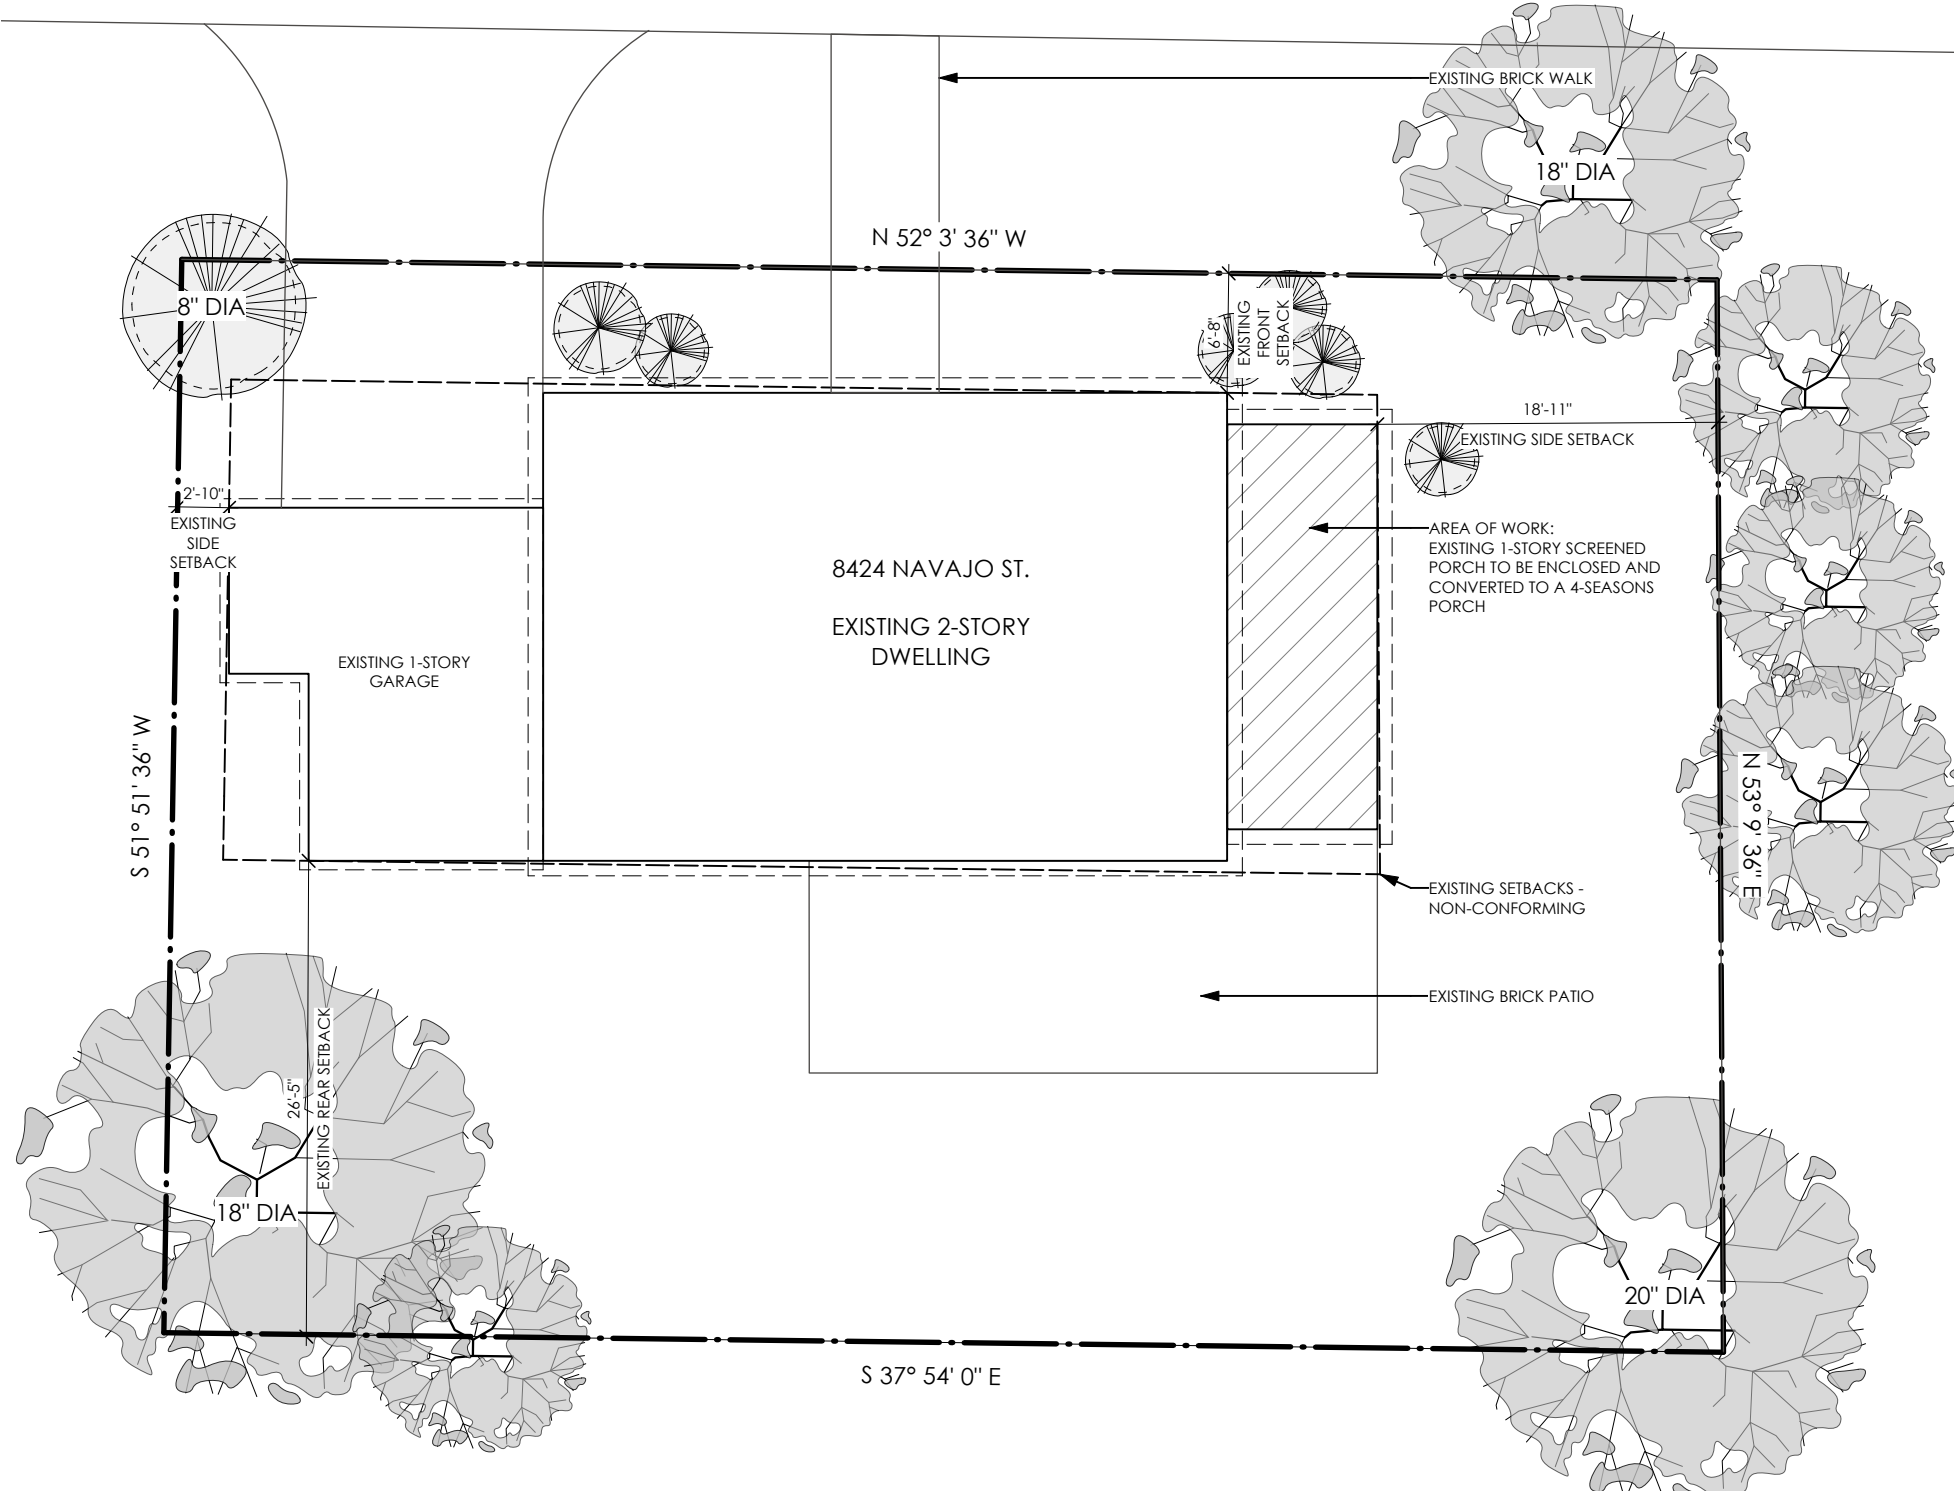 EXISTING BRICK WALK
18" DIA
N 52° 3' 36" W
8" DIA
6'-8"
EXISTING
FRONT
SETBACK
18'-11"
EXISTING SIDE SETBACK
2'-10"
EXISTING
SIDE
SETBACK
AREA OF WORK:
EXISTING 1-STORY SCREENED
PORCH TO BE ENCLOSED AND
CONVERTED TO A 4-SEASONS
PORCH
8424 NAVAJO ST.
EXISTING 2-STORY
DWELLING
EXISTING 1-STORY
GARAGE
S 51° 51' 36" W
N 53° 9' 36" E
EXISTING SETBACKS -
NON-CONFORMING
EXISTING BRICK PATIO
26'-5"
EXISTING REAR SETBACK
18" DIA
20" DIA
S 37° 54' 0" E